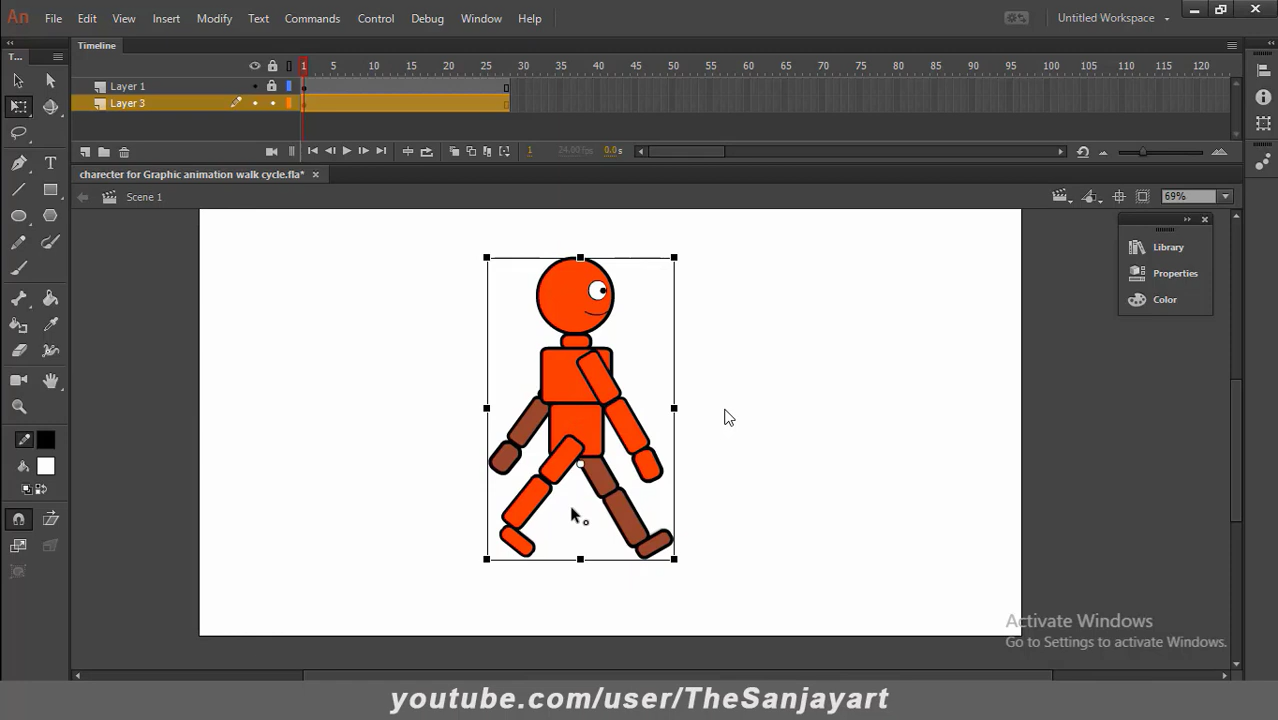 An File Edit View Insert Modify Text Commands Control Debug Window Help Untitled Workspace
Timeline
T...
1 5 10 15 20 25 30 35 40 45 50 55 60 65 70 75 80 85 90 95 100 105 110 115 120
Layer 1
Layer 3
1 24.00 fps 0.0 s
charecter for Graphic animation walk cycle.fla*
Scene 1 69%
Library
Properties
Color
Activate Windows
Go to Settings to activate Windows.
youtube.com/user/TheSanjayart